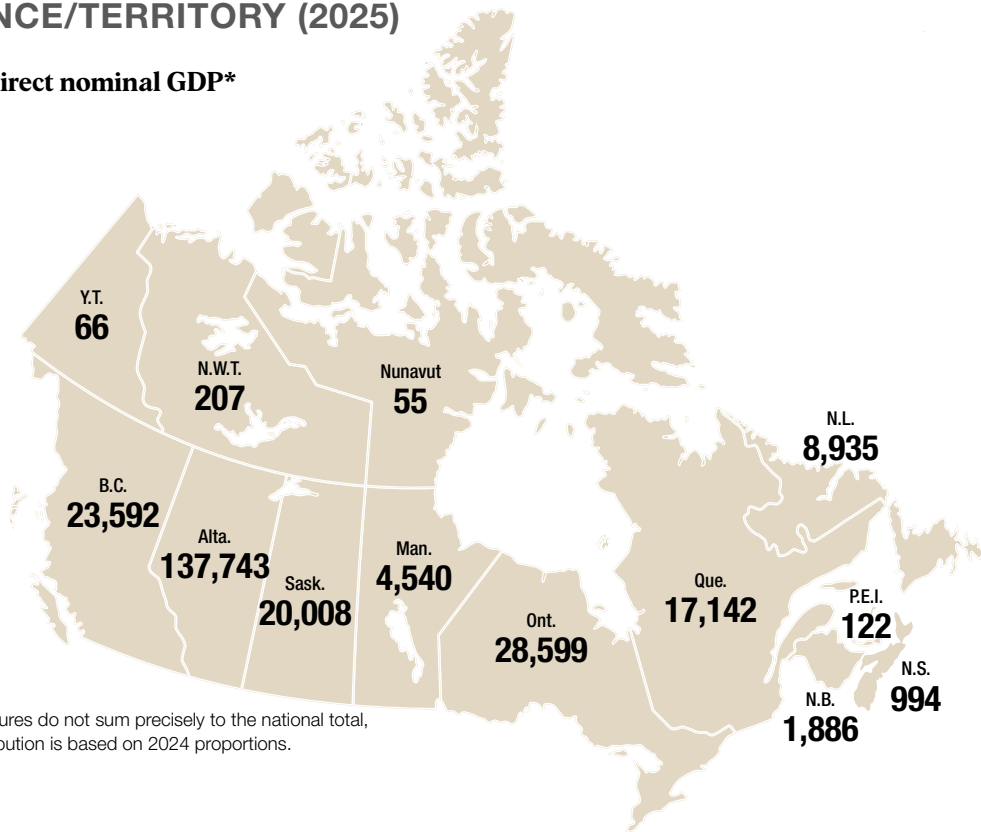 NCE/TERRITORY (2025)
irect nominal GDP*
Y.T.
66
N.W.T.
207
Nunavut
55
N.L.
8,935
B.C.
23,592
Alta.
137,743
Sask.
20,008
Man.
4,540
Ont.
28,599
Que.
17,142
P.E.I.
122
N.S.
994
N.B.
1,886
ures do not sum precisely to the national total,
bution is based on 2024 proportions.